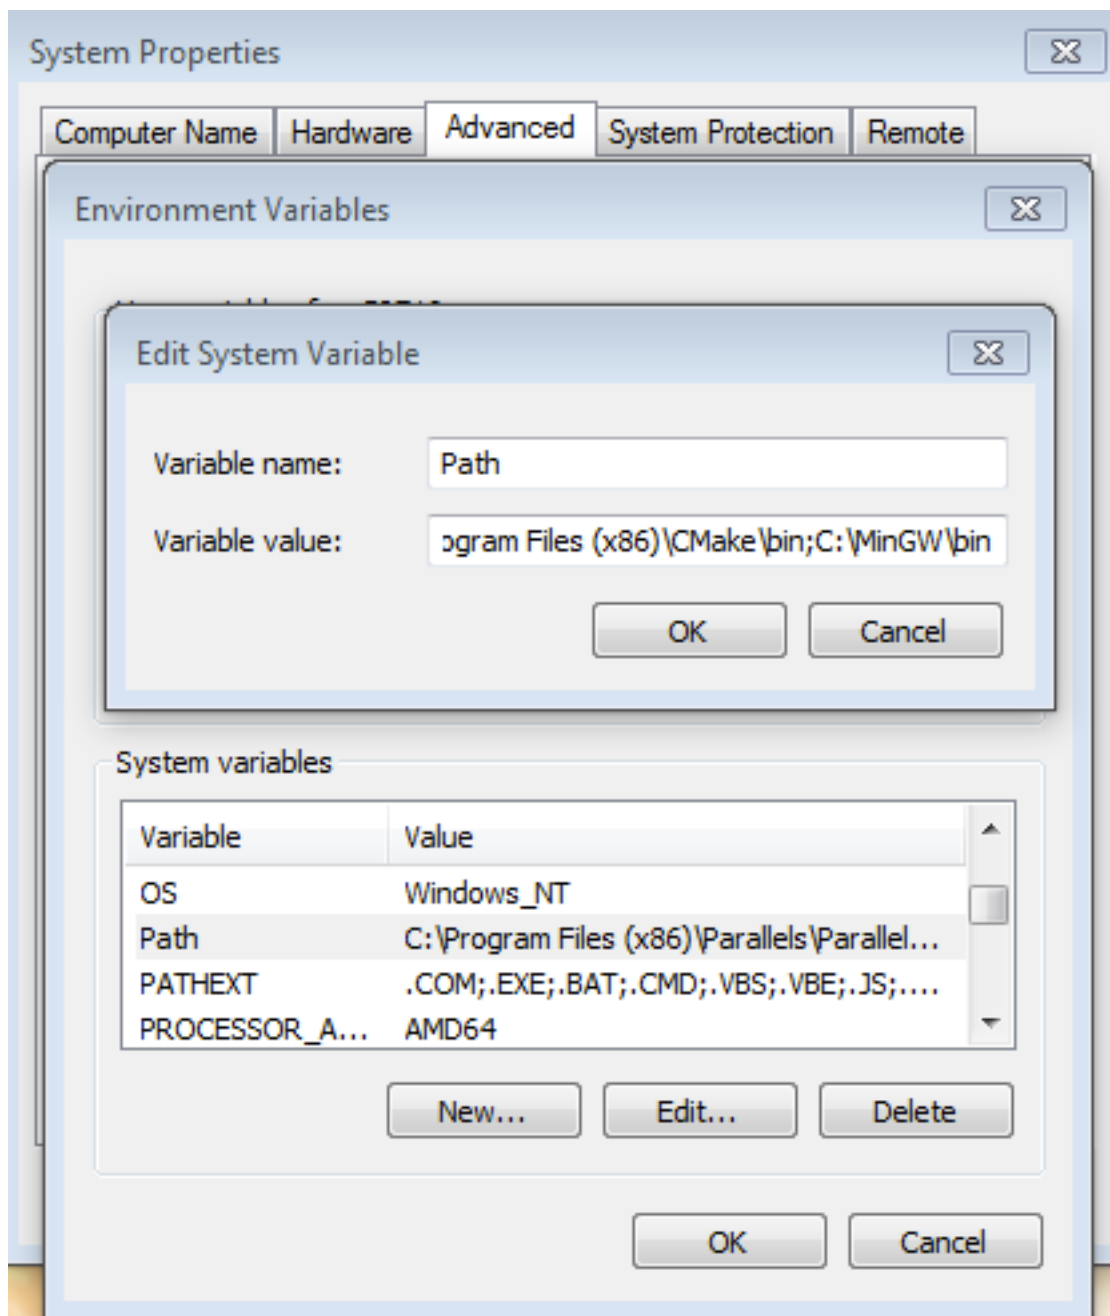 System Properties
Computer Name Hardware Advanced System Protection Remote
Environment Variables
Edit System Variable
Variable name: Path
Variable value: ogram Files (x86)\CMake\bin;C:\MinGW\bin
OK Cancel
System variables
Variable Value
OS Windows_NT
Path C:\Program Files (x86)\Parallels\Parallel...
PATHEXT .COM;.EXE;.BAT;.CMD;.VBS;.VBE;.JS;....
PROCESSOR_A... AMD64
New... Edit... Delete
OK Cancel